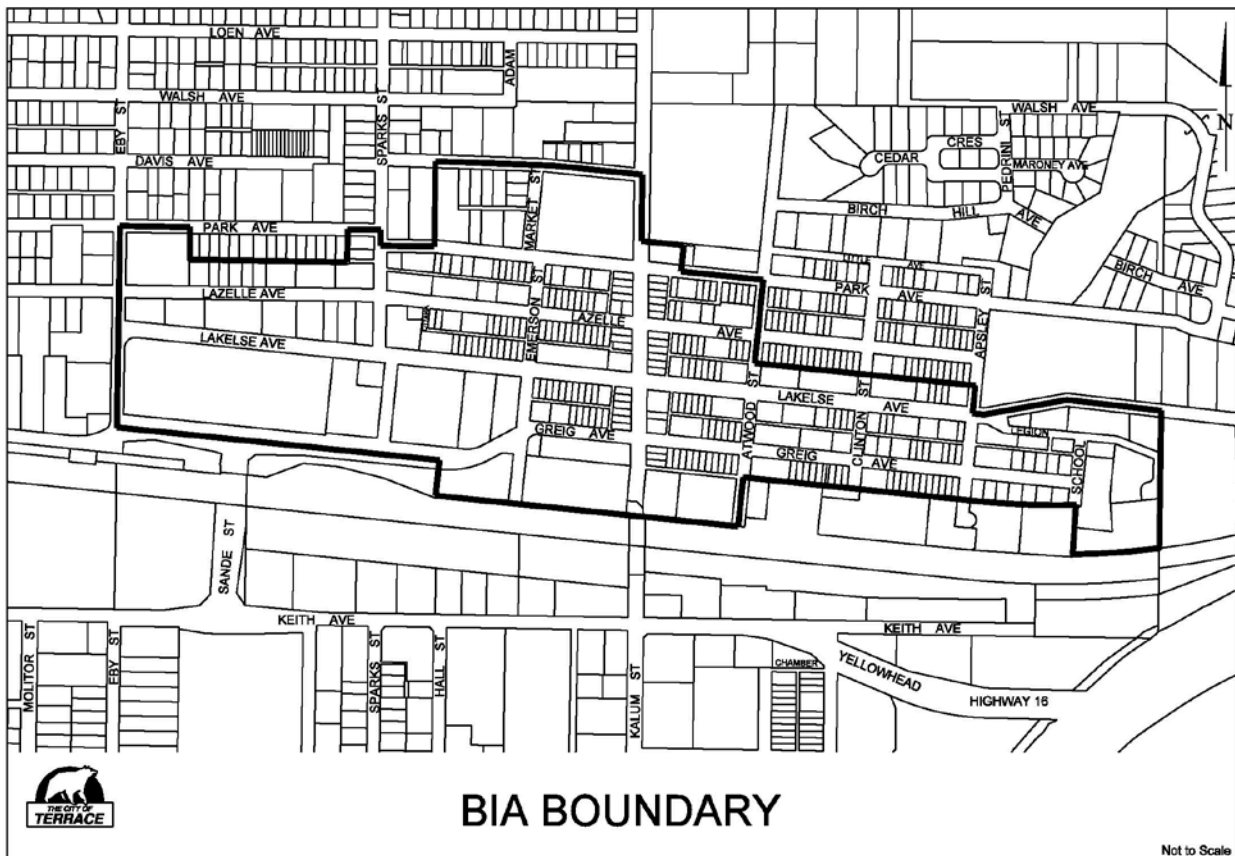 LOEN AVE
ADAM
WALSH AVE
EBY ST
SPARKS ST
DAVIS AVE
WALSH AVE
N
CEDAR CRES
PEDRINI ST
MARONEY AVE
MARKET ST
BIRCH HILL AVE
PARK AVE
LITTLE AVE
BIRCH AVE
PARK AVE
LAZELLE AVE
EMERSON ST
LAZELLE AVE
APSLEY ST
LAKELSE AVE
ATWOOD ST
LAKELSE AVE
CLINTON ST
GREIG AVE
LEGION
GREIG AVE
SCHOOL
SANDE ST
KEITH AVE
KEITH AVE
MOLITOR ST
EBY ST
SPARKS ST
HALL ST
KALUM ST
CHAMBER
YELLOWHEAD
HIGHWAY 16
THE CITY OF
TERRACE
BIA BOUNDARY
Not to Scale